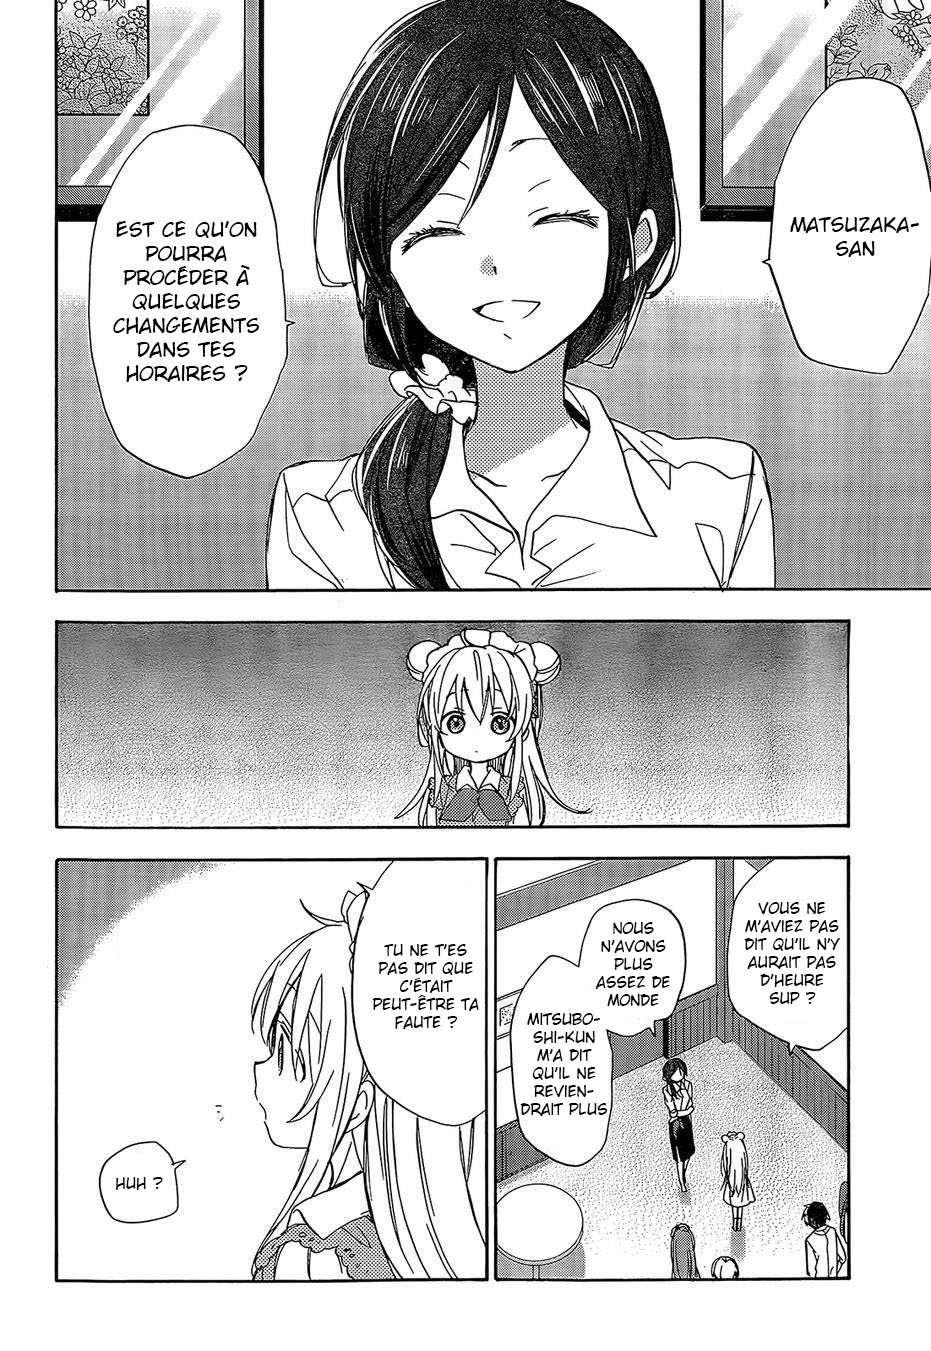 MATSUZAKA-
SAN
EST CE QU'ON
POURRA
PROCÉDER À
QUELQUES
CHANGEMENTS
DANS TES
HORAIRES ?
VOUS NE
M'AVIEZ PAS
DIT QU'IL N'Y
AURAIT PAS
D'HEURE
SUP ?
NOUS
N'AVONS
PLUS
ASSEZ DE
MONDE
MITSUBO-
SHI-KUN
M'A DIT
QU'IL NE
REVIEN-
DRAIT PLUS
TU NE T'ES
PAS DIT QUE
C'ÉTAIT
PEUT-ÊTRE TA
FAUTE ?
HUH ?